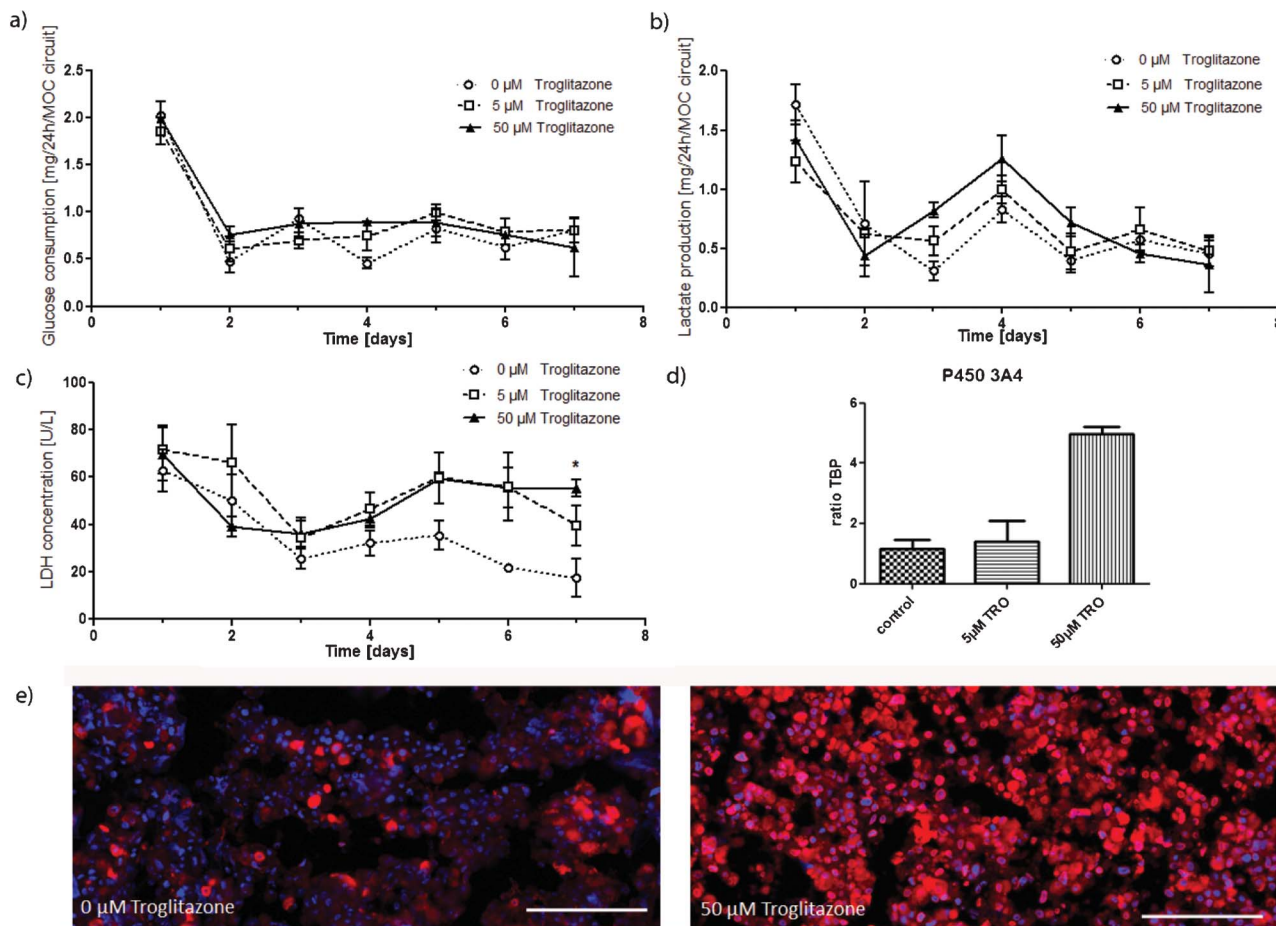 a)
Glucose consumption [mg/24h/MOC circuit]
2.5
2.0
1.5
1.0
0.5
0.0
0 2 4 6 8
Time [days]
0 µM Troglitazone
5 µM Troglitazone
50 µM Troglitazone
b)
Lactate production [mg/24h/MOC circuit]
2.0
1.5
1.0
0.5
0.0
0 2 4 6 8
Time [days]
0 µM Troglitazone
5 µM Troglitazone
50 µM Troglitazone
c)
LDH concentration [U/L]
100
80
60
40
20
0
0 2 4 6 8
Time [days]
0 µM Troglitazone
5 µM Troglitazone
50 µM Troglitazone
*
d)
P450 3A4
ratio TBP
6
4
2
0
control
5µM TRO
50µM TRO
e)
0 µM Troglitazone
50 µM Troglitazone